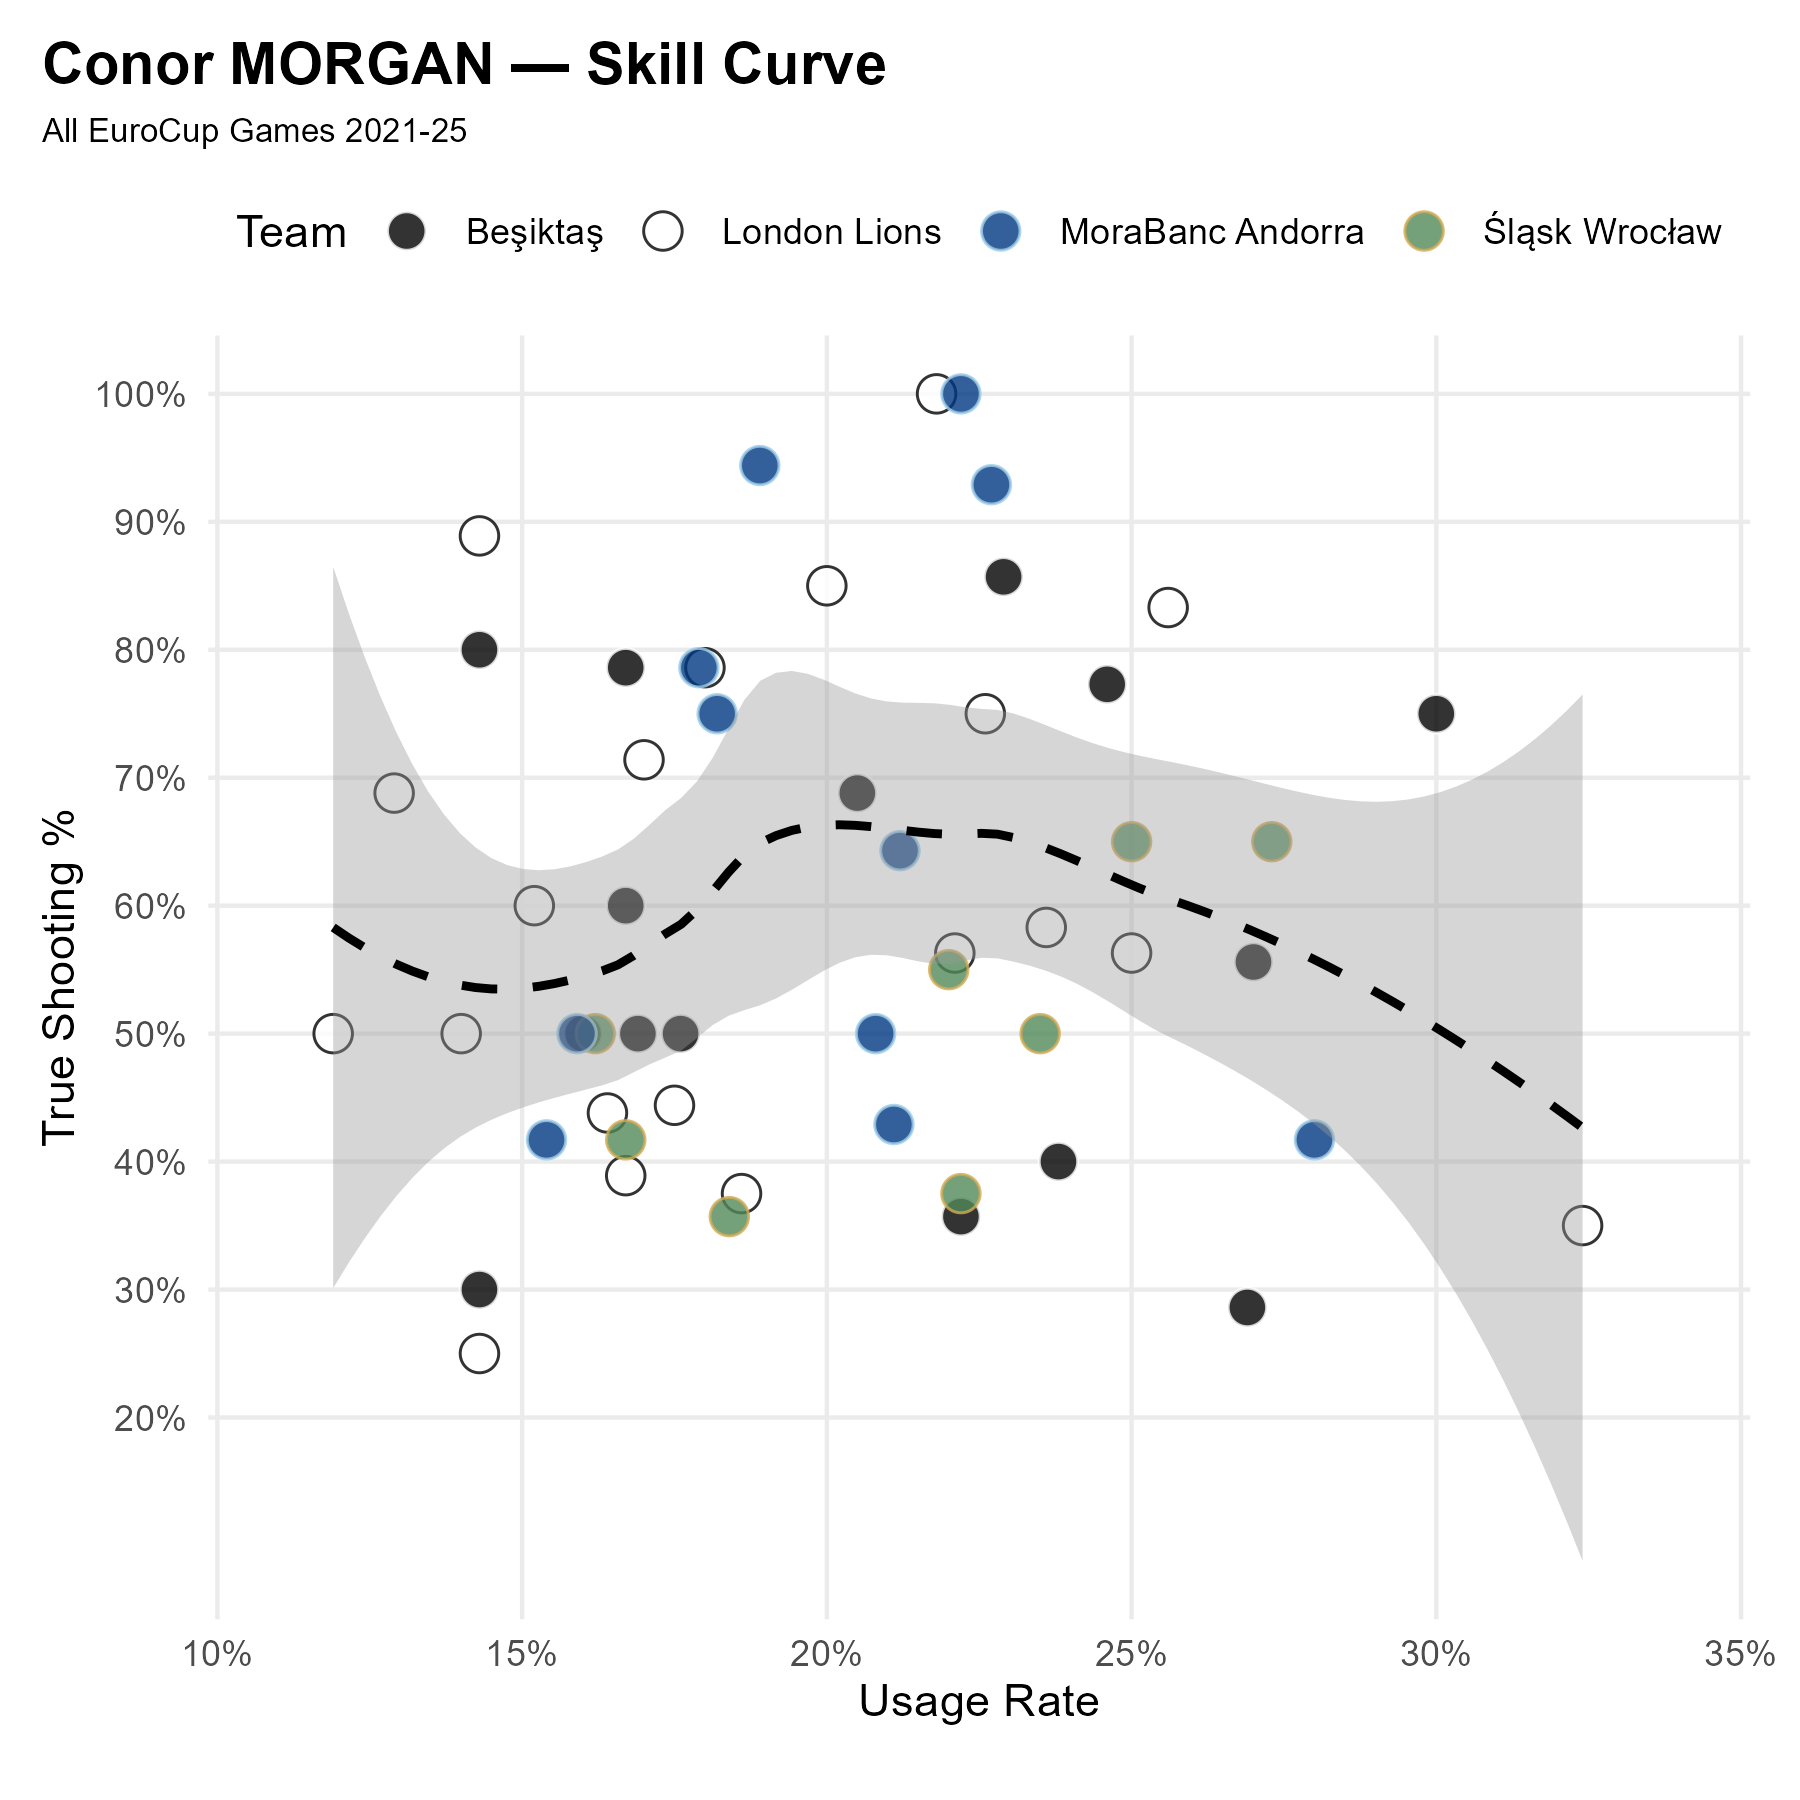 Conor MORGAN — Skill Curve
All EuroCup Games 2021-25
Team Beşiktaş London Lions MoraBanc Andorra Śląsk Wrocław
True Shooting %
100%
90%
80%
70%
60%
50%
40%
30%
20%
10% 15% 20% 25% 30% 35%
Usage Rate